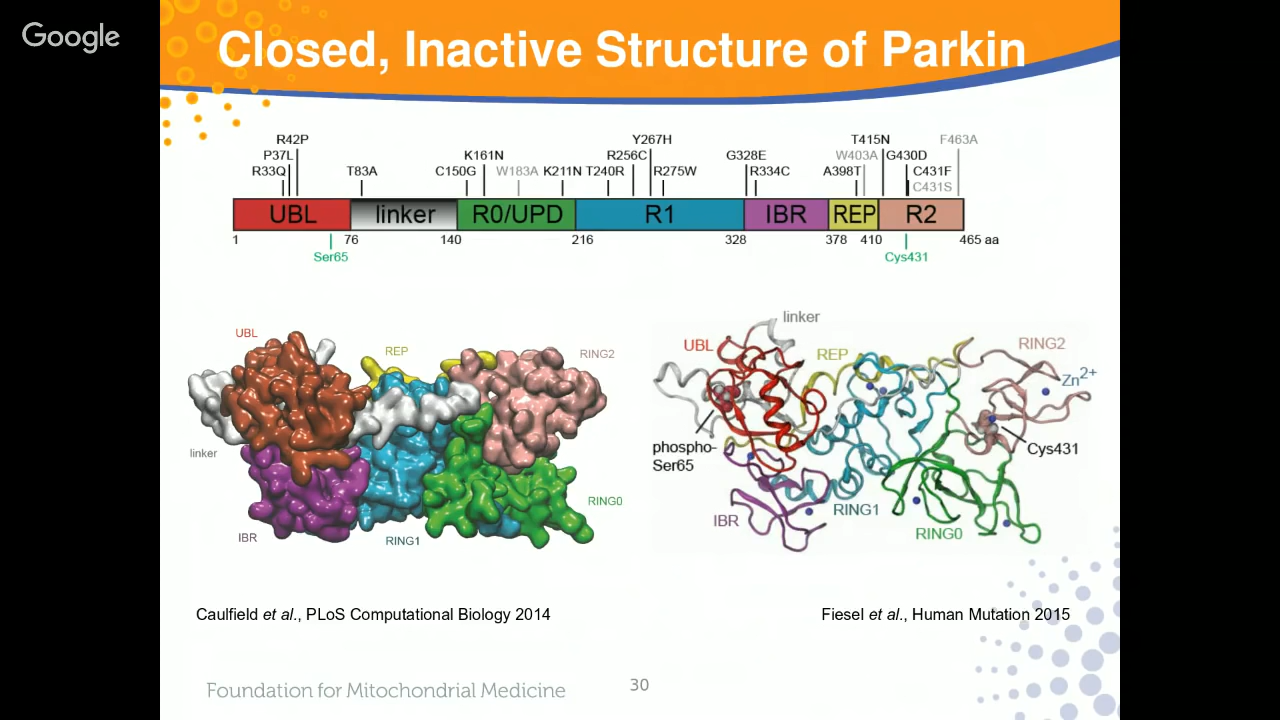 Google
Closed, Inactive Structure of Parkin
R42P Y267H T415N F463A
P37L K161N R256C G328E W403A G430D
R33Q T83A C150G W183A K211N T240R R275W R334C A398T C431F
C431S
UBL linker R0/UPD R1 IBR REP R2
1 76 140 216 328 378 410 465 aa
Ser65 Cys431
UBL
REP
RING2
linker
RING0
IBR
RING1
linker
UBL
REP
RING2
Zn2+
phospho-
Ser65
Cys431
IBR
RING1
RING0
Caulfield et al., PLoS Computational Biology 2014
Fiesel et al., Human Mutation 2015
Foundation for Mitochondrial Medicine
30